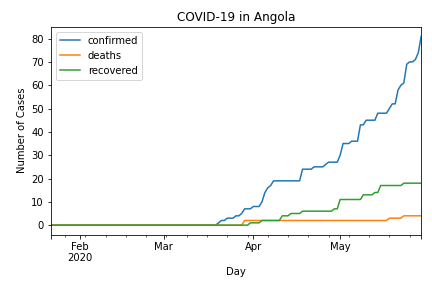 COVID-19 in Angola
confirmed
deaths
recovered
Number of Cases
80
70
60
50
40
30
20
10
0
Feb
2020
Mar
Apr
May
Day